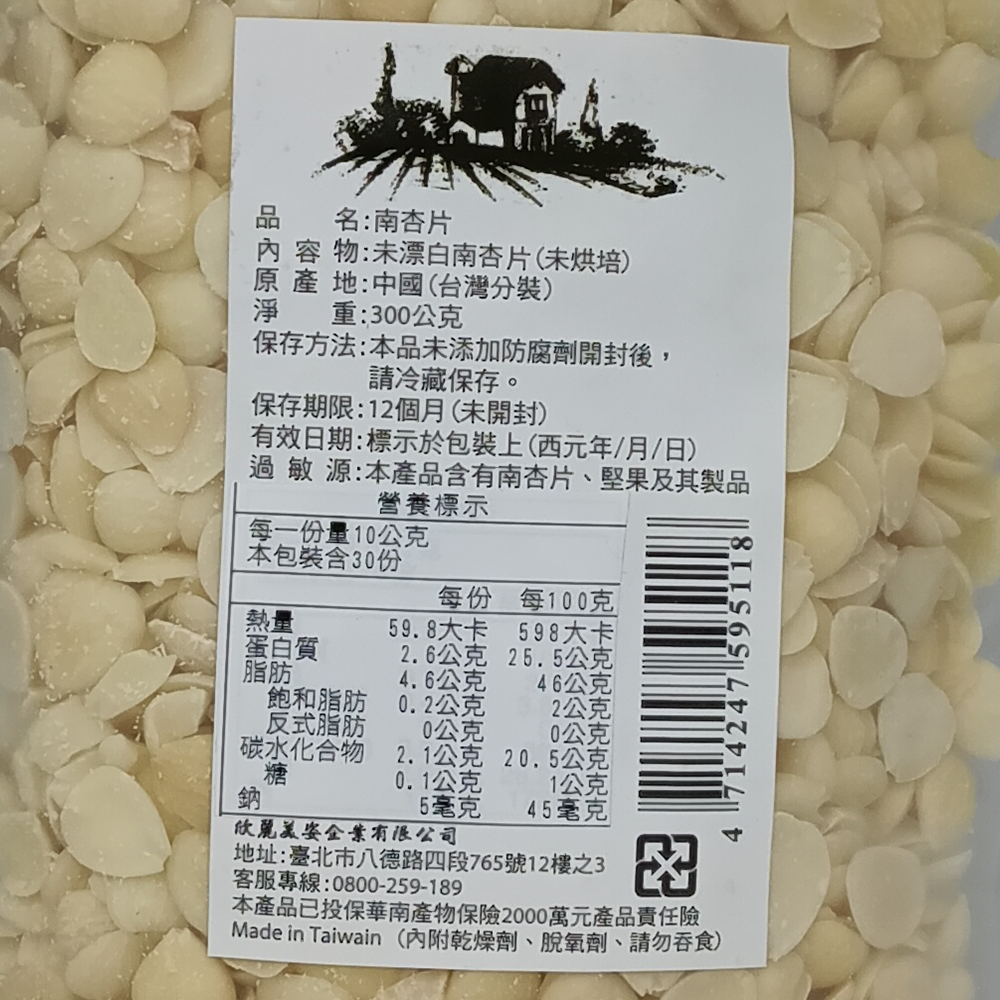 品名:南杏片
內容物:未漂白南杏片(未烘培)
原產地:中國(台灣分裝)
淨重:300公克
保存方法:本品未添加防腐劑開封後，
請冷藏保存。
保存期限:12個月(未開封)
有效日期:標示於包裝上(西元年/月/日)
過敏源:本產品含有南杏片、堅果及其製品
營養標示
每一份量10公克
本包裝含30份
每份 每100克
熱量 59.8大卡 598大卡
蛋白質 2.6公克 25.5公克
脂肪 4.6公克 46公克
飽和脂肪 0.2公克 2公克
反式脂肪 0公克 0公克
碳水化合物 2.1公克 20.5公克
糖 0.1公克 1公克
鈉 5毫克 45毫克
4 714247 595118
欣麗美姿企業有限公司
地址:臺北市八德路四段765號12樓之3
客服專線:0800-259-189
本產品已投保華南產物保險2000萬元產品責任險
Made in Taiwain (內附乾燥劑、脫氧劑、請勿吞食)